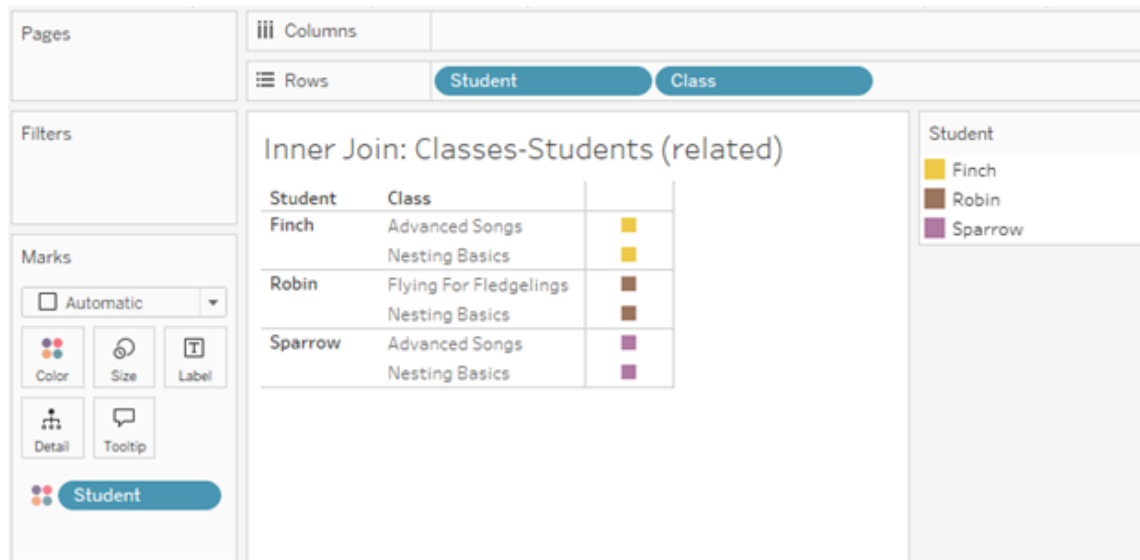 Pages
Columns
Rows Student Class
Filters
Inner Join: Classes-Students (related)
Student Class
Finch Advanced Songs
Nesting Basics
Robin Flying For Fledgelings
Nesting Basics
Sparrow Advanced Songs
Nesting Basics
Student
Finch
Robin
Sparrow
Marks
Automatic
Color Size Label
Detail Tooltip
Student